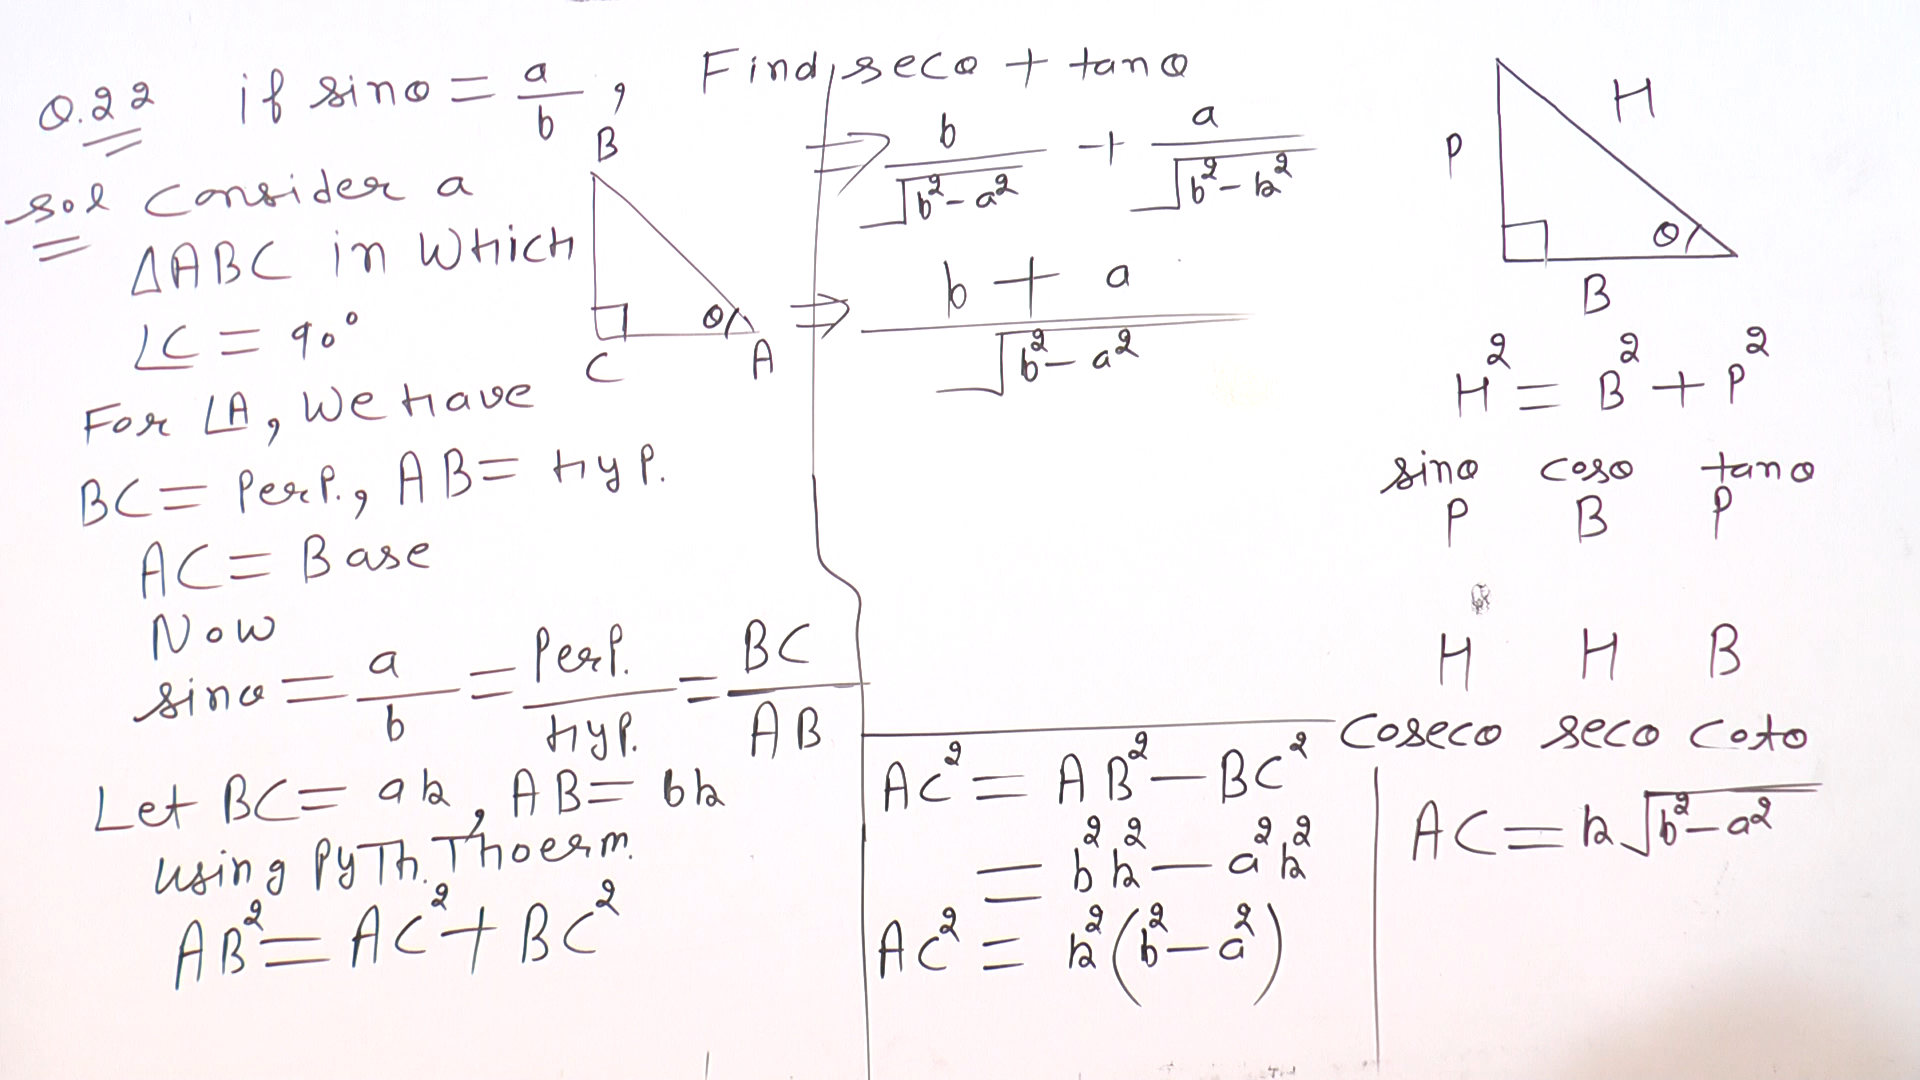 Q.22 if sinθ = a/b , Find, secθ + tanθ
sol Consider a
ΔABC in Which
∠C = 90°
For ∠A, We have
BC = Perp., AB = Hyp.
AC = Base
Now
sinθ = a/b = Perp./Hyp. = BC/AB
Let BC = ak, AB = bk
Using PyTh. Thoerm.
AB² = AC² + BC²
B
C
A
θ
⇒ b/√b²-a² + a/√b²-k²
⇒ b + a/√b²-a²
P
H
B
θ
H² = B² + P²
sinθ cosθ tanθ
P B P
H H B
Cosecθ secθ Cotθ
AC² = AB² - BC²
= b²k² - a²k²
AC² = k²(b²-a²)
AC = k√b²-a²